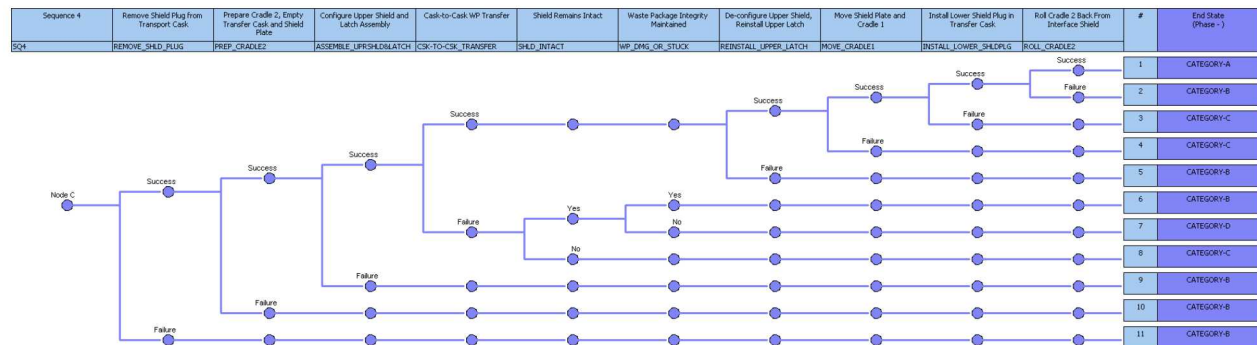 Sequence 4
Remove Shield Plug from
Transport Cask
Prepare Cradle 2, Empty
Transfer Cask and Shield
Plate
Configure Upper Shield and
Latch Assembly
Cask-to-Cask WP Transfer
Shield Remains Intact
Waste Package Integrity
Maintained
De-configure Upper Shield,
Reinstall Upper Latch
Move Shield Plate and
Cradle 1
Install Lower Shield Plug in
Transfer Cask
Roll Cradle 2 Back From
Interface Shield
#
End State
(Phase - )
SQ4
REMOVE_SHLD_PLUG
PREP_CRADLE2
ASSEMBLE_UPRSHLD&LATCH
CSK-TO-CSK_TRANSFER
SHLD_INTACT
WP_DMG_OR_STUCK
REINSTALL_UPPER_LATCH
MOVE_CRADLE1
INSTALL_LOWER_SHLDPLG
ROLL_CRADLE2
Success
1
CATEGORY-A
Success
Failure
2
CATEGORY-B
Success
Failure
3
CATEGORY-C
Success
Failure
4
CATEGORY-C
Success
Failure
5
CATEGORY-B
Success
Success
Success
Node C
Yes
6
CATEGORY-B
Yes
Failure
No
7
CATEGORY-D
No
8
CATEGORY-C
Failure
9
CATEGORY-B
Failure
10
CATEGORY-B
Failure
11
CATEGORY-B